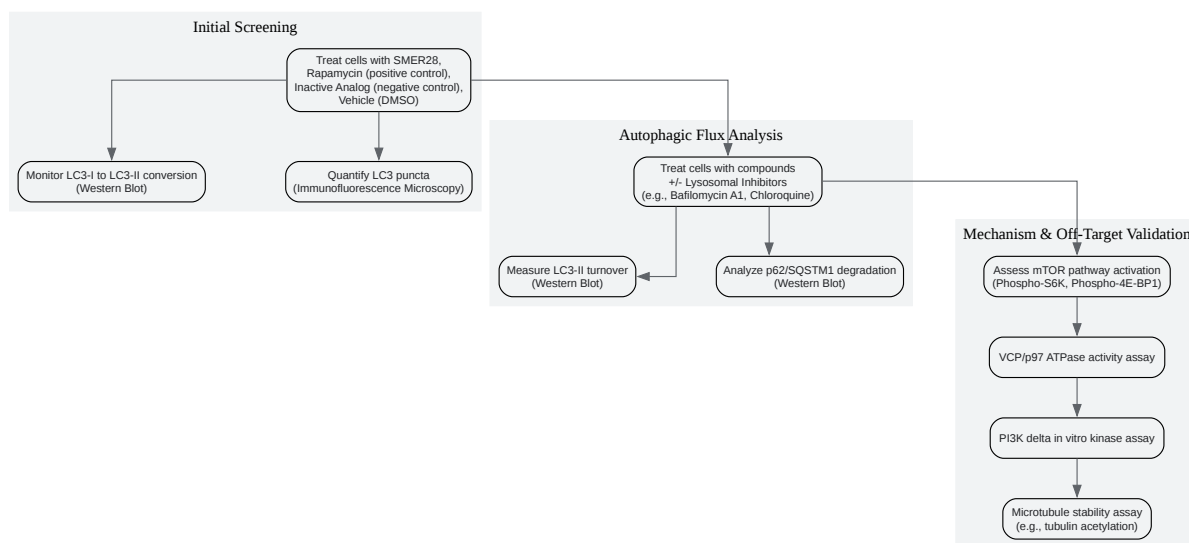 Initial Screening
Treat cells with SMER28,
Rapamycin (positive control),
Inactive Analog (negative control),
Vehicle (DMSO)
Monitor LC3-I to LC3-II conversion
(Western Blot)
Quantify LC3 puncta
(Immunofluorescence Microscopy)
Autophagic Flux Analysis
Treat cells with compounds
+/- Lysosomal Inhibitors
(e.g., Bafilomycin A1, Chloroquine)
Measure LC3-II turnover
(Western Blot)
Analyze p62/SQSTM1 degradation
(Western Blot)
Mechanism & Off-Target Validation
Assess mTOR pathway activation
(Phospho-S6K, Phospho-4E-BP1)
VCP/p97 ATPase activity assay
PI3K delta in vitro kinase assay
Microtubule stability assay
(e.g., tubulin acetylation)